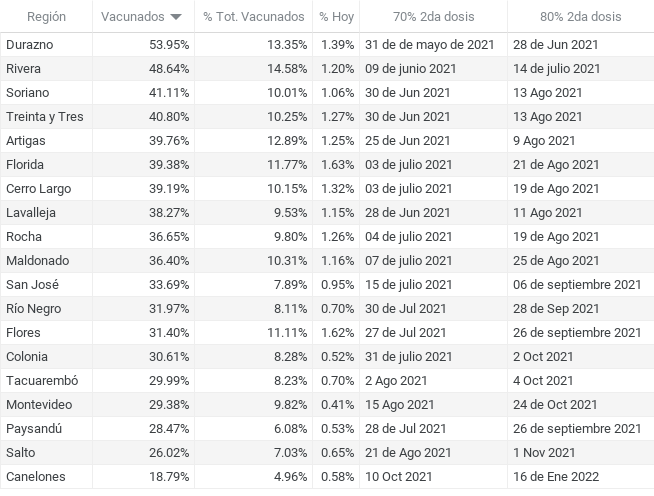 Región Vacunados % Tot. Vacunados % Hoy 70% 2da dosis 80% 2da dosis
Durazno 53.95% 13.35% 1.39% 31 de de mayo de 2021 28 de Jun 2021
Rivera 48.64% 14.58% 1.20% 09 de junio 2021 14 de julio 2021
Soriano 41.11% 10.01% 1.06% 30 de Jun 2021 13 Ago 2021
Treinta y Tres 40.80% 10.25% 1.27% 30 de Jun 2021 13 Ago 2021
Artigas 39.76% 12.89% 1.25% 25 de Jun 2021 9 Ago 2021
Florida 39.38% 11.77% 1.63% 03 de julio 2021 21 de Ago 2021
Cerro Largo 39.19% 10.15% 1.32% 03 de julio 2021 19 de Ago 2021
Lavalleja 38.27% 9.53% 1.15% 28 de Jun 2021 11 Ago 2021
Rocha 36.65% 9.80% 1.26% 04 de julio 2021 19 de Ago 2021
Maldonado 36.40% 10.31% 1.16% 07 de julio 2021 25 de Ago 2021
San José 33.69% 7.89% 0.95% 15 de julio 2021 06 de septiembre 2021
Río Negro 31.97% 8.11% 0.70% 30 de Jul 2021 28 de Sep 2021
Flores 31.40% 11.11% 1.62% 27 de Jul 2021 26 de septiembre 2021
Colonia 30.61% 8.28% 0.52% 31 de julio 2021 2 Oct 2021
Tacuarembó 29.99% 8.23% 0.70% 2 Ago 2021 4 Oct 2021
Montevideo 29.38% 9.82% 0.41% 15 Ago 2021 24 de Oct 2021
Paysandú 28.47% 6.08% 0.53% 28 de Jul 2021 26 de septiembre 2021
Salto 26.02% 7.03% 0.65% 21 de Ago 2021 1 Nov 2021
Canelones 18.79% 4.96% 0.58% 10 Oct 2021 16 de Ene 2022